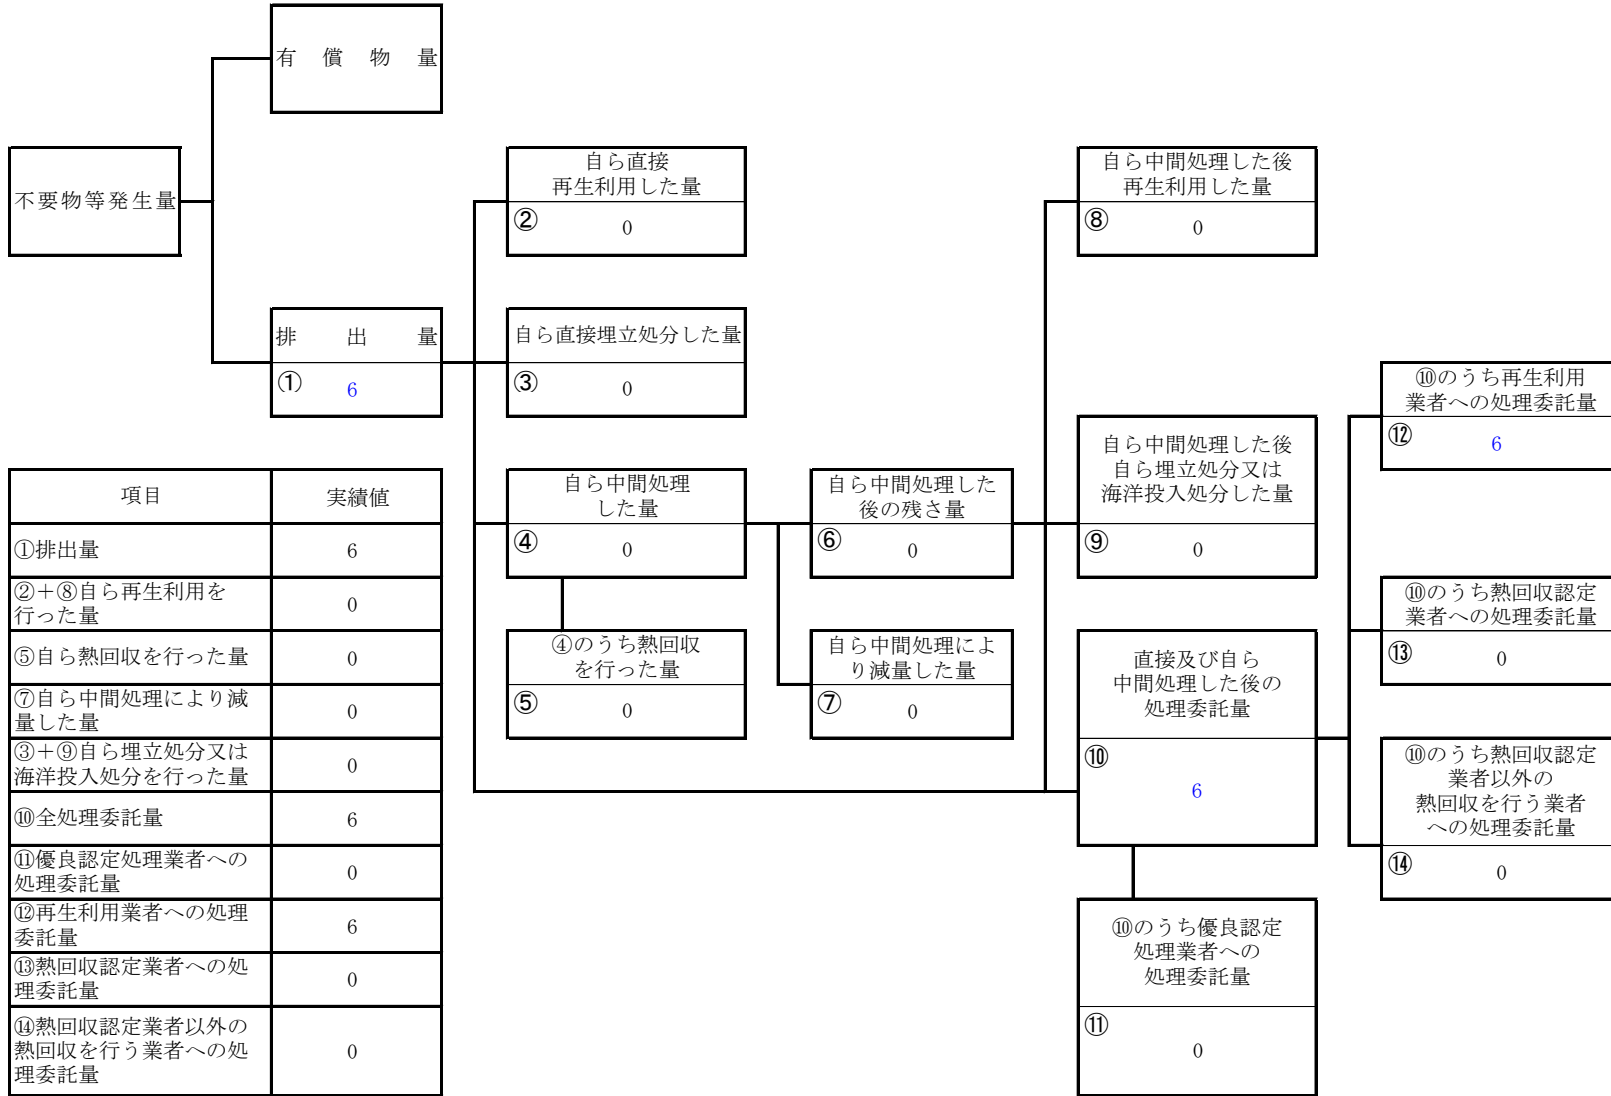 有償物量
不要物等発生量
排出量
① 6
自ら直接
再生利用した量
② 0
自ら直接埋立処分した量
③ 0
自ら中間処理
した量
④ 0
④のうち熱回収
を行った量
⑤ 0
自ら中間処理した
後の残さ量
⑥ 0
自ら中間処理によ
り減量した量
⑦ 0
自ら中間処理した後
再生利用した量
⑧ 0
自ら中間処理した後
自ら埋立処分又は
海洋投入処分した量
⑨ 0
直接及び自ら
中間処理した後の
処理委託量
⑩
6
⑩のうち優良認定
処理業者への
処理委託量
⑪
0
⑩のうち再生利用
業者への処理委託量
⑫ 6
⑩のうち熱回収認定
業者への処理委託量
⑬ 0
⑩のうち熱回収認定
業者以外の
熱回収を行う業者
への処理委託量
⑭ 0
項目 実績値
①排出量 6
②＋⑧自ら再生利用を
行った量 0
⑤自ら熱回収を行った量 0
⑦自ら中間処理により減
量した量 0
③＋⑨自ら埋立処分又は
海洋投入処分を行った量 0
⑩全処理委託量 6
⑪優良認定処理業者への
処理委託量 0
⑫再生利用業者への処理
委託量 6
⑬熱回収認定業者への処
理委託量 0
⑭熱回収認定業者以外の
熱回収を行う業者への処 0
理委託量